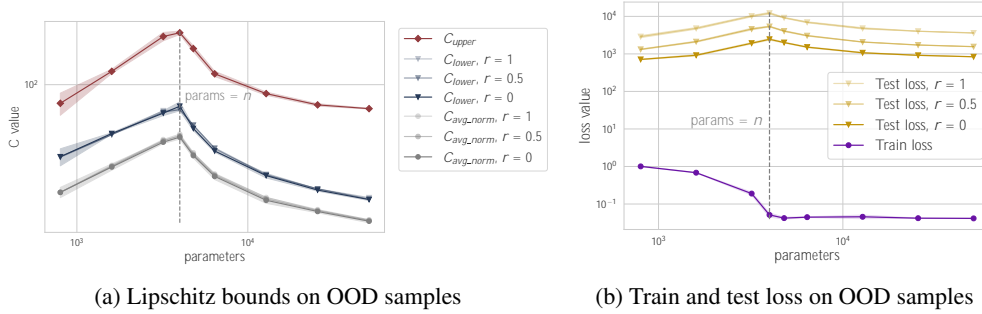 C value
10²
params = n
10³
10⁴
parameters
C_upper
C_lower, r = 1
C_lower, r = 0.5
C_lower, r = 0
C_avg_norm, r = 1
C_avg_norm, r = 0.5
C_avg_norm, r = 0
(a) Lipschitz bounds on OOD samples
loss value
10⁴
10³
10²
10¹
10⁰
10⁻¹
params = n
Test loss, r = 1
Test loss, r = 0.5
Test loss, r = 0
Train loss
10³
10⁴
parameters
(b) Train and test loss on OOD samples